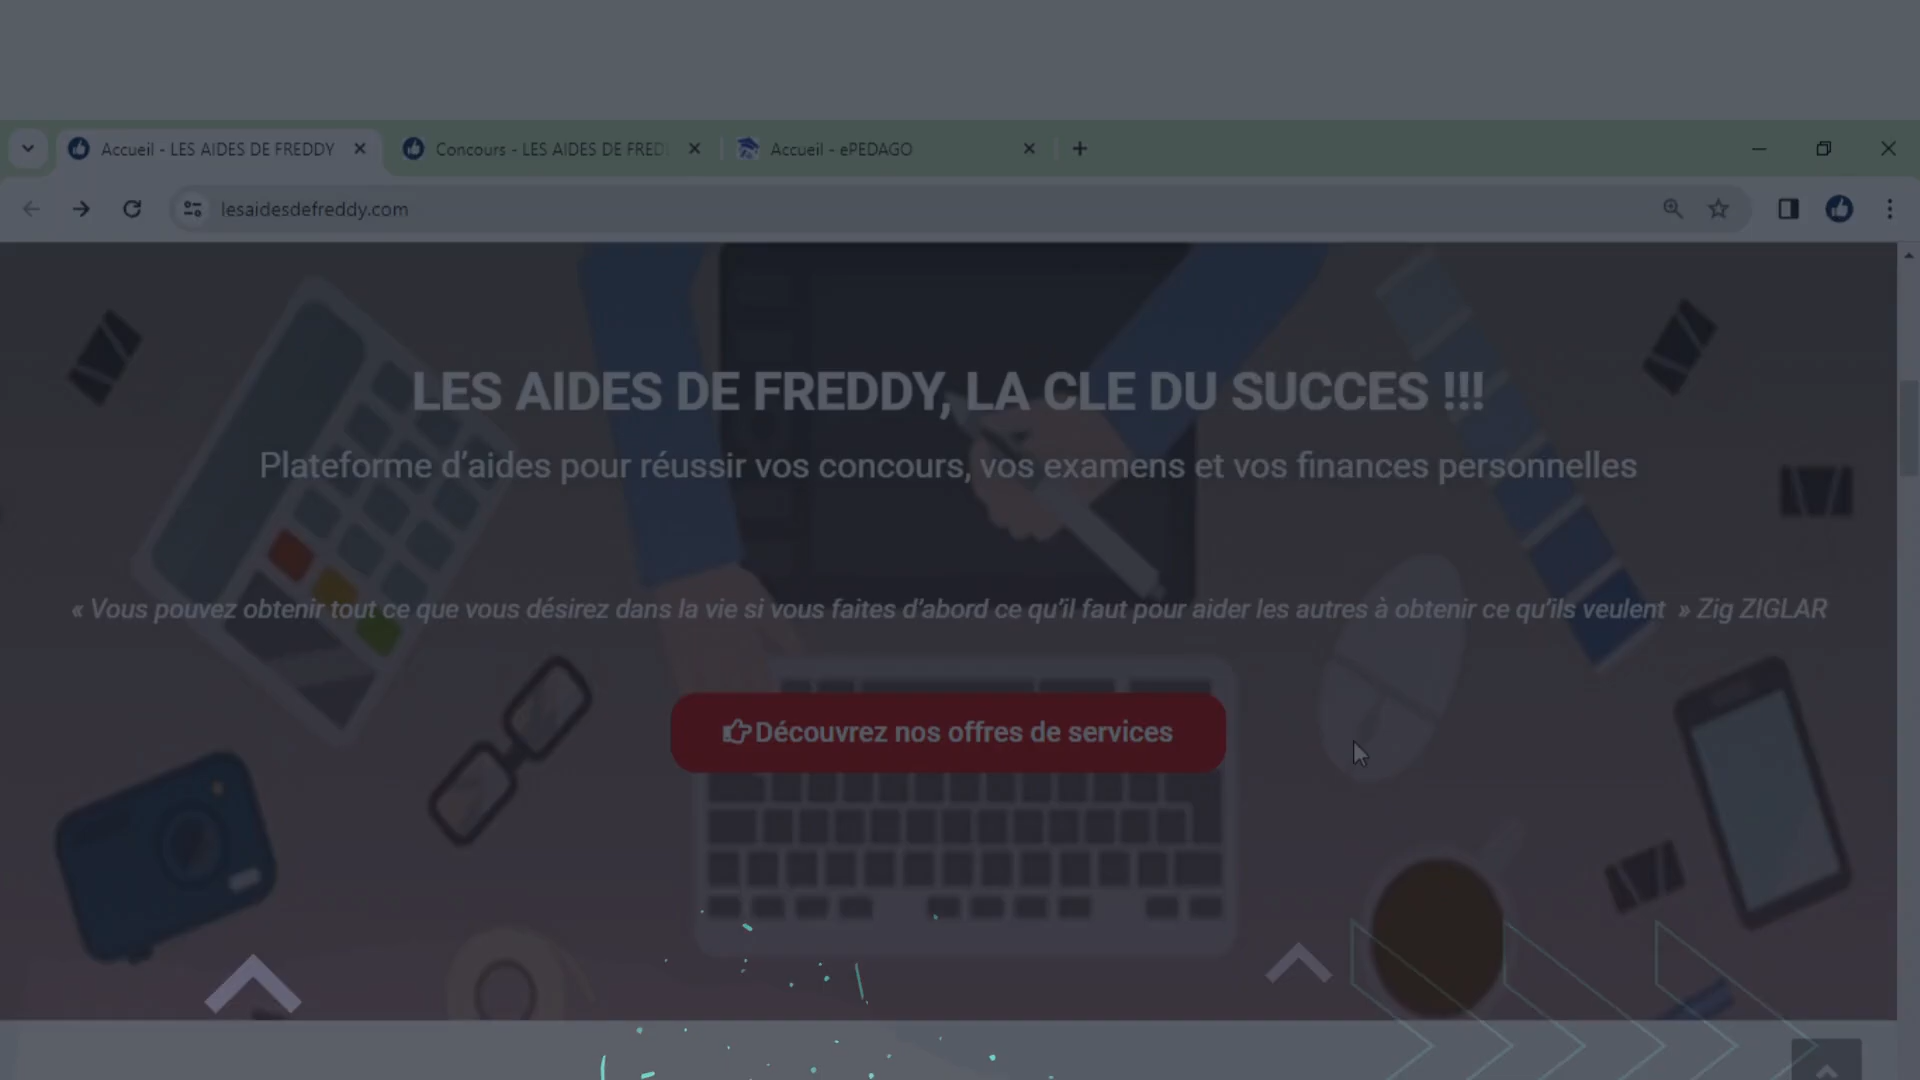 Accueil - LES AIDES DE FREDDY
Concours - LES AIDES DE FRED
Accueil - ePEDAGO
lesaidesdefreddy.com
LES AIDES DE FREDDY, LA CLE DU SUCCES !!!
Plateforme d’aides pour réussir vos concours, vos examens et vos finances personnelles
« Vous pouvez obtenir tout ce que vous désirez dans la vie si vous faites d’abord ce qu’il faut pour aider les autres à obtenir ce qu’ils veulent » Zig ZIGLAR
Découvrez nos offres de services